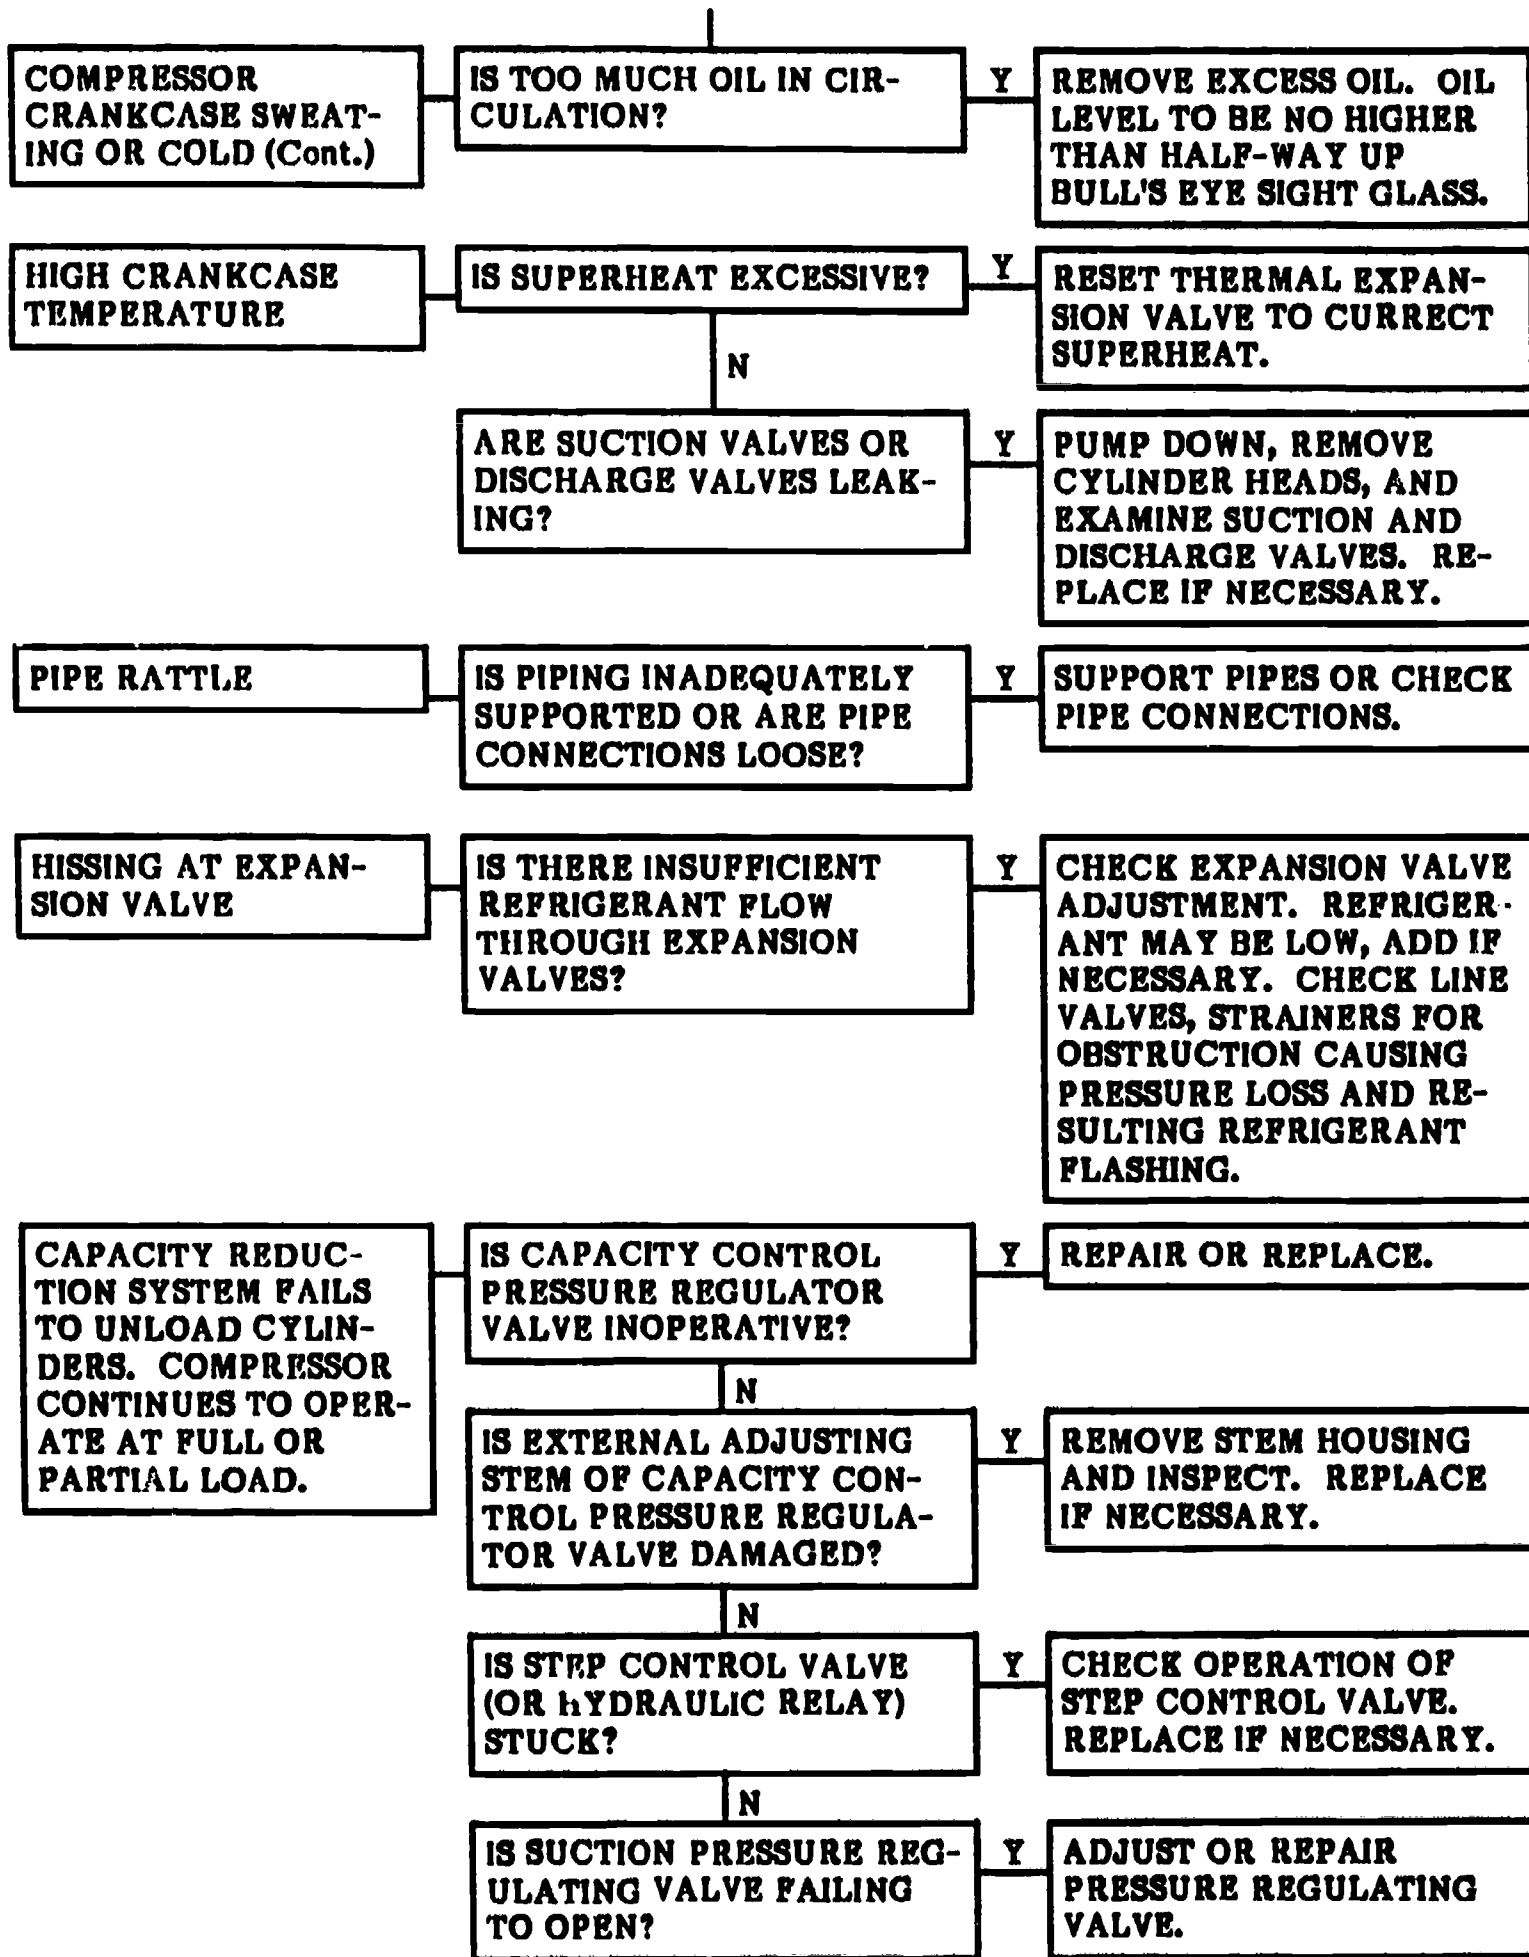 COMPRESSOR
CRANKCASE SWEAT-
ING OR COLD (Cont.)
IS TOO MUCH OIL IN CIR-
CULATION?
Y
REMOVE EXCESS OIL. OIL
LEVEL TO BE NO HIGHER
THAN HALF-WAY UP
BULL'S EYE SIGHT GLASS.
HIGH CRANKCASE
TEMPERATURE
IS SUPERHEAT EXCESSIVE?
Y
RESET THERMAL EXPAN-
SION VALVE TO CURRECT
SUPERHEAT.
N
ARE SUCTION VALVES OR
DISCHARGE VALVES LEAK-
ING?
Y
PUMP DOWN, REMOVE
CYLINDER HEADS, AND
EXAMINE SUCTION AND
DISCHARGE VALVES. RE-
PLACE IF NECESSARY.
PIPE RATTLE
IS PIPING INADEQUATELY
SUPPORTED OR ARE PIPE
CONNECTIONS LOOSE?
Y
SUPPORT PIPES OR CHECK
PIPE CONNECTIONS.
HISSING AT EXPAN-
SION VALVE
IS THERE INSUFFICIENT
REFRIGERANT FLOW
THROUGH EXPANSION
VALVES?
Y
CHECK EXPANSION VALVE
ADJUSTMENT. REFRIGER-
ANT MAY BE LOW, ADD IF
NECESSARY. CHECK LINE
VALVES, STRAINERS FOR
OBSTRUCTION CAUSING
PRESSURE LOSS AND RE-
SULTING REFRIGERANT
FLASHING.
CAPACITY REDUC-
TION SYSTEM FAILS
TO UNLOAD CYLIN-
DERS. COMPRESSOR
CONTINUES TO OPER-
ATE AT FULL OR
PARTIAL LOAD.
IS CAPACITY CONTROL
PRESSURE REGULATOR
VALVE INOPERATIVE?
Y
REPAIR OR REPLACE.
N
IS EXTERNAL ADJUSTING
STEM OF CAPACITY CON-
TROL PRESSURE REGULA-
TOR VALVE DAMAGED?
Y
REMOVE STEM HOUSING
AND INSPECT. REPLACE
IF NECESSARY.
N
IS STEP CONTROL VALVE
(OR hYDRAULIC RELAY)
STUCK?
Y
CHECK OPERATION OF
STEP CONTROL VALVE.
REPLACE IF NECESSARY.
N
IS SUCTION PRESSURE REG-
ULATING VALVE FAILING
TO OPEN?
Y
ADJUST OR REPAIR
PRESSURE REGULATING
VALVE.